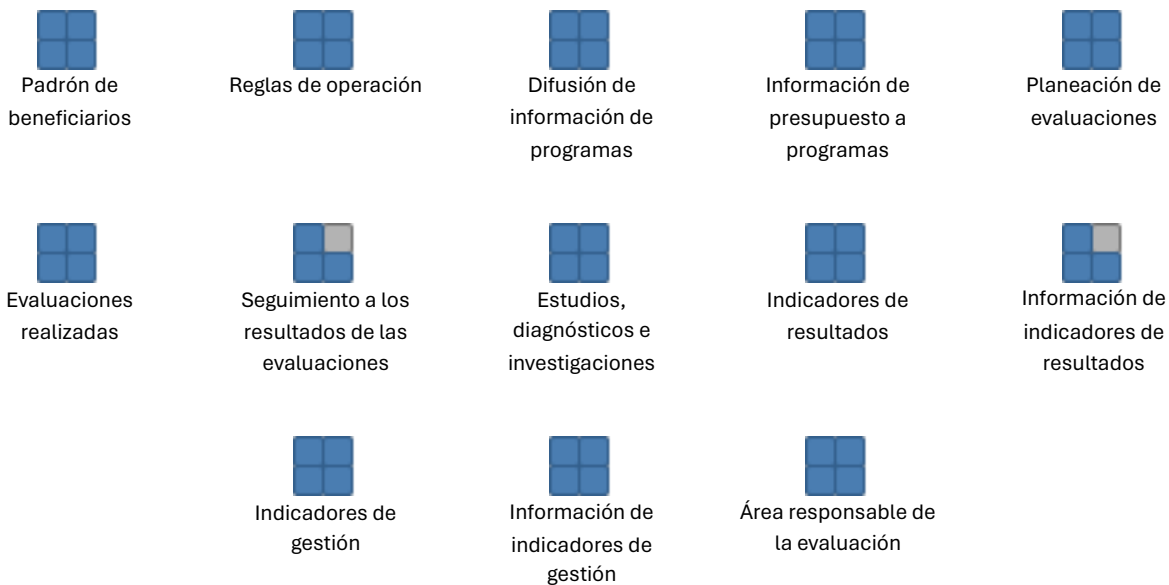 Padrón de
beneficiarios
Reglas de operación
Difusión de
información de
programas
Información de
presupuesto a
programas
Planeación de
evaluaciones
Evaluaciones
realizadas
Seguimiento a los
resultados de las
evaluaciones
Estudios,
diagnósticos e
investigaciones
Indicadores de
resultados
Información de
indicadores de
resultados
Indicadores de
gestión
Información de
indicadores de
gestión
Área responsable de
la evaluación